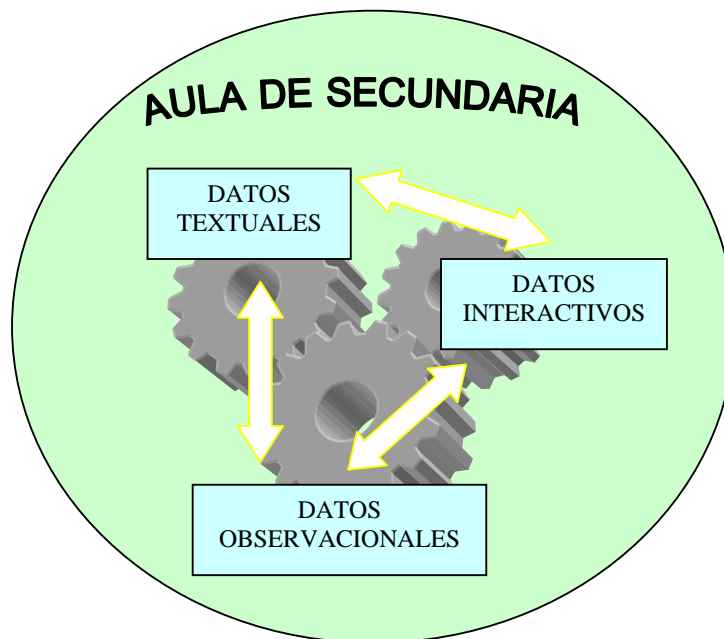 AULA DE SECUNDARIA
DATOS
TEXTUALES
DATOS
INTERACTIVOS
DATOS
OBSERVACIONALES